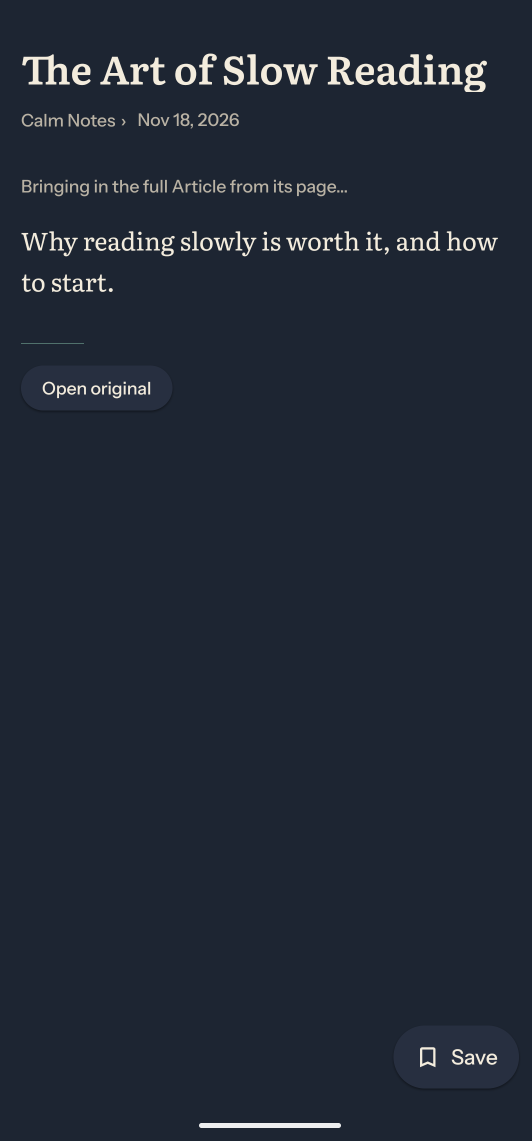 The Art of Slow Reading
Calm Notes › Nov 18, 2026
Bringing in the full Article from its page...
Why reading slowly is worth it, and how
to start.
Open original
Save